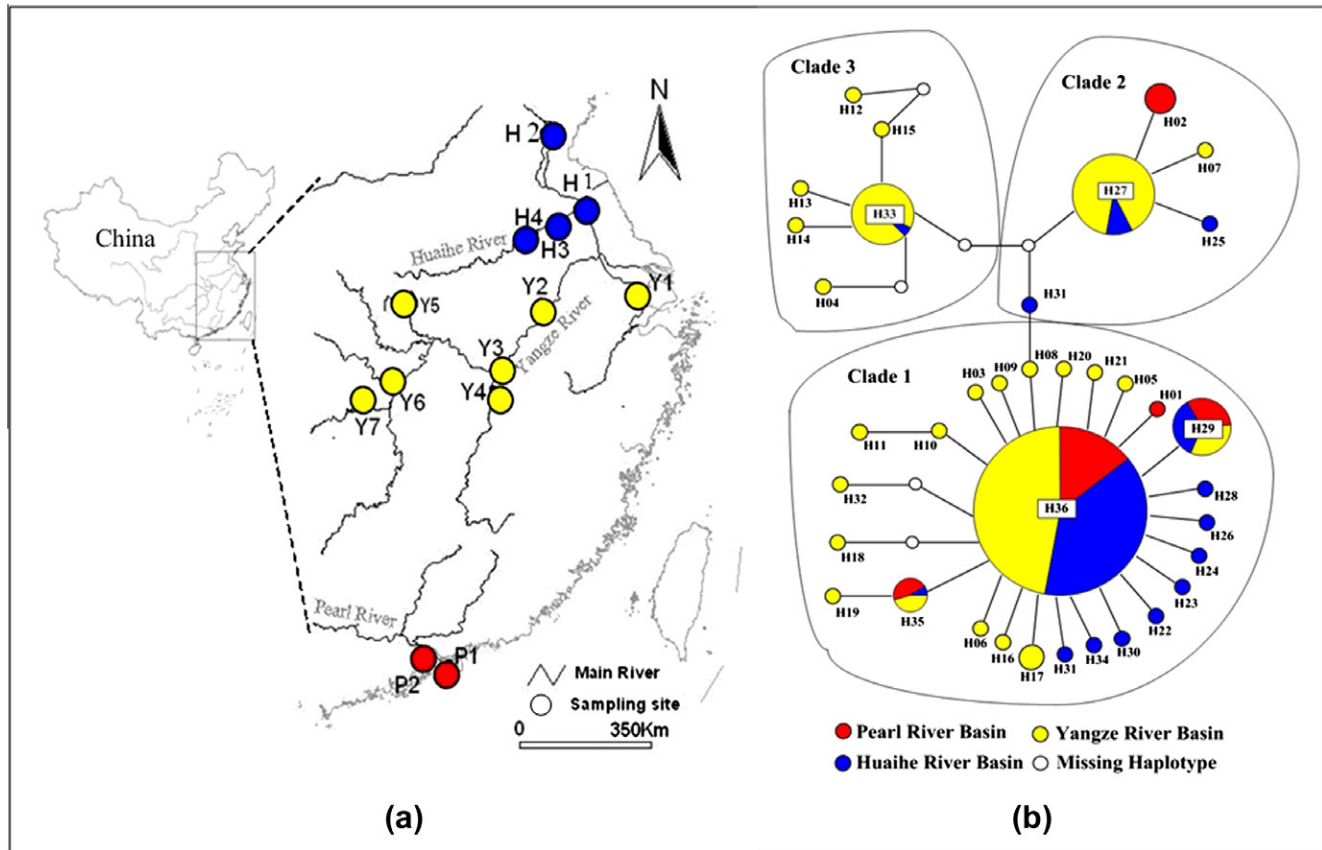 China
N
H 2
H 1
H4
H3
Huaihe River
Y2
Y1
Y5
Yangze River
Y3
Y4
Y6
Y7
Pearl River
P1
P2
Main River
Sampling site
0 350Km
(a)
Clade 3
H12
H15
H13
H33
H14
H04
Clade 2
H02
H07
H27
H25
H31
Clade 1
H03
H09
H08
H20
H21
H05
H01
H29
H11
H10
H32
H36
H28
H26
H18
H24
H23
H19
H35
H22
H06
H16
H17
H31
H34
H30
Pearl River Basin
Yangze River Basin
Huaihe River Basin
Missing Haplotype
(b)